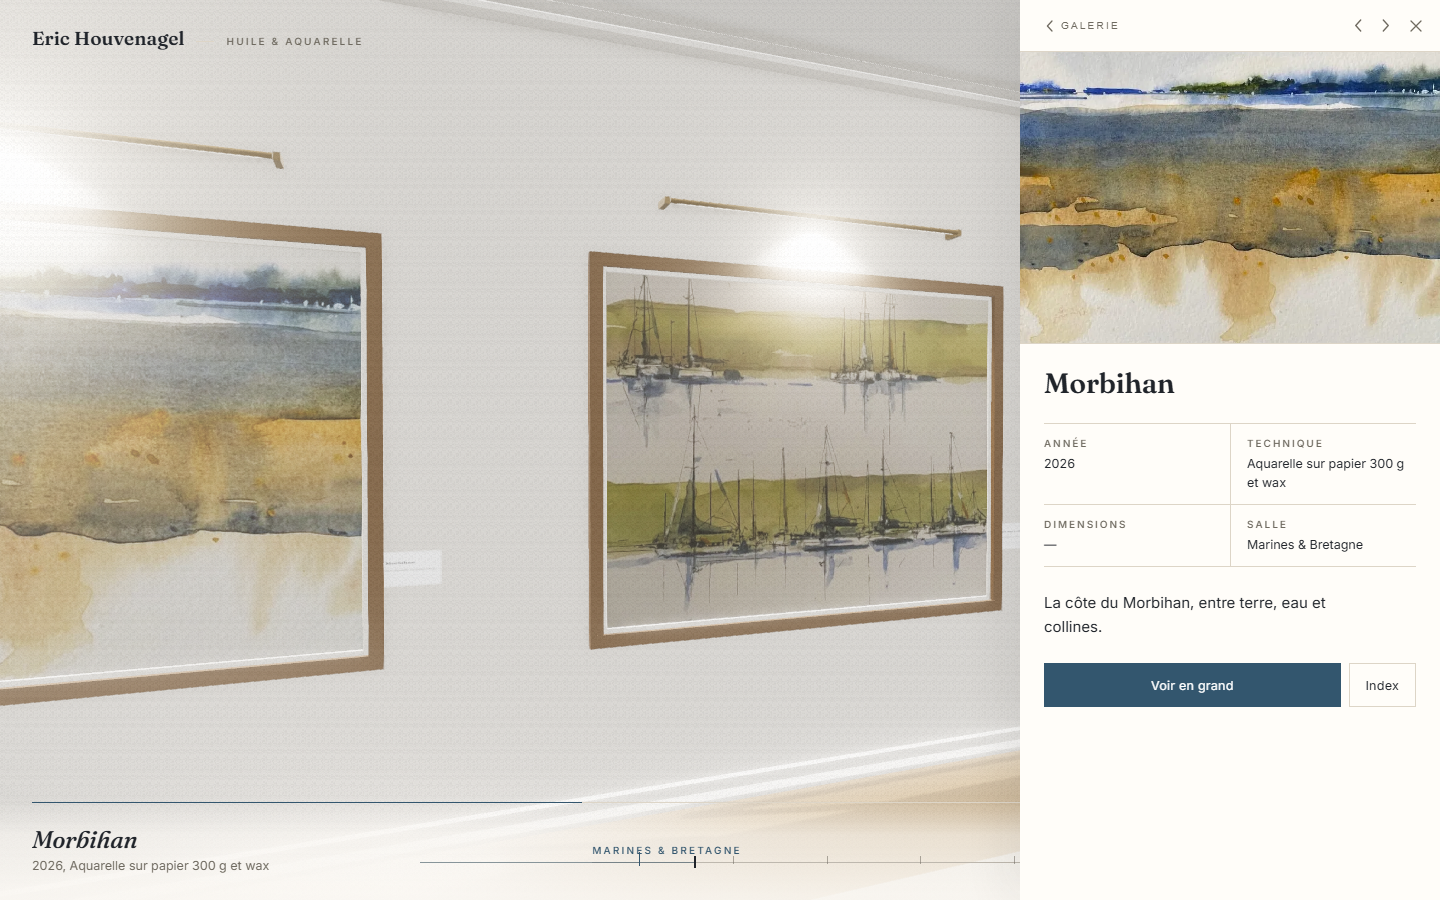 Eric Houvenagel
HUILE & AQUARELLE
GALERIE
Morbihan
ANNÉE
2026
TECHNIQUE
Aquarelle sur papier 300 g
et wax
DIMENSIONS
—
SALLE
Marines & Bretagne
La côte du Morbihan, entre terre, eau et
collines.
Voir en grand
Index
Morbihan
2026, Aquarelle sur papier 300 g et wax
MARINES & BRETAGNE